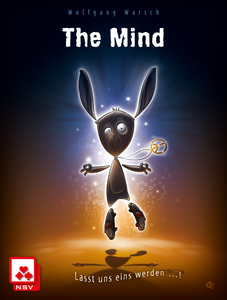 Wolfgang Warsch
The Mind
Lasst uns eins werden ...!
NSV